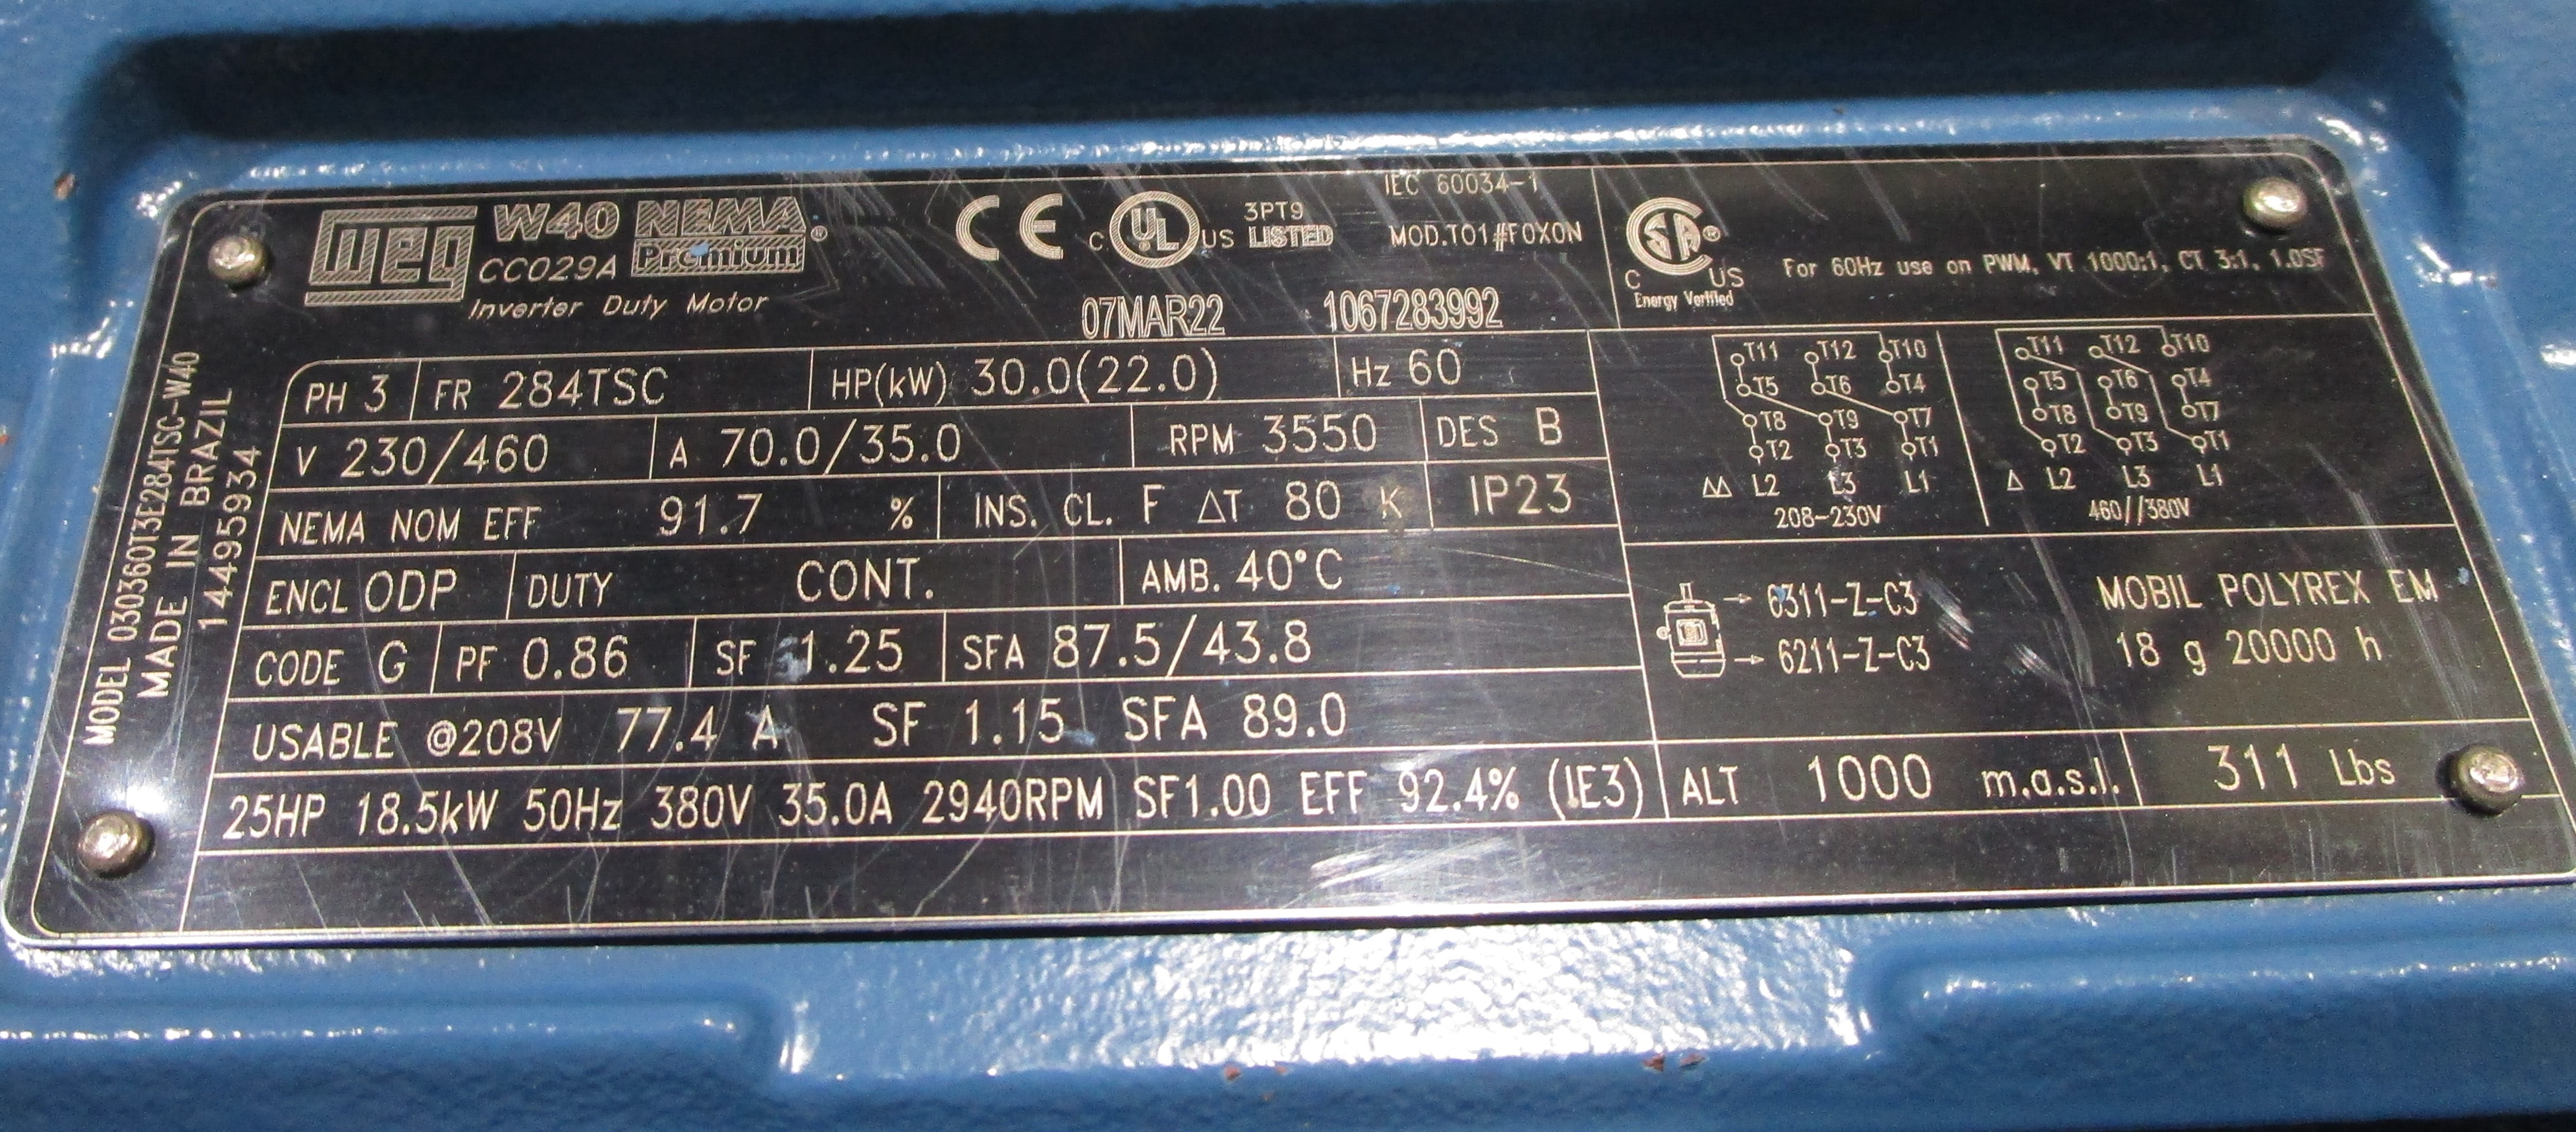 weg W40 NEMA Premium®
CC029A
Inverter Duty Motor
CE C UL® US 3PT9 LISTED
IEC 60034-1
MOD.TO1#FOXON
07MAR22 1067283992
CSA® C US Energy Verified
For 60Hz use on PWM, VT 1000:1, CT 3:1, 1.0SF
MODEL 03036OT3E284TSC-W40
MADE IN BRAZIL
14495934
PH 3 FR 284TSC HP(kW) 30.0(22.0) Hz 60
V 230/460 A 70.0/35.0 RPM 3550 DES B
NEMA NOM EFF 91.7 % INS. CL. F ΔT 80 K IP23
ENCL ODP DUTY CONT. AMB. 40°C
CODE G PF 0.86 SF 1.25 SFA 87.5/43.8
USABLE @208V 77.4 A SF 1.15 SFA 89.0
25HP 18.5kW 50Hz 380V 35.0A 2940RPM SF1.00 EFF 92.4% (IE3)
T11 T12 T10
T5 T6 T4
T8 T9 T7
T2 T3 T1
ΔΔ L2 L3 L1
208-230V
T11 T12 T10
T5 T6 T4
T8 T9 T7
T2 T3 T1
Δ L2 L3 L1
460//380V
6311-Z-C3
6211-Z-C3
MOBIL POLYREX EM
18 g 20000 h
ALT 1000 m.a.s.l. 311 Lbs